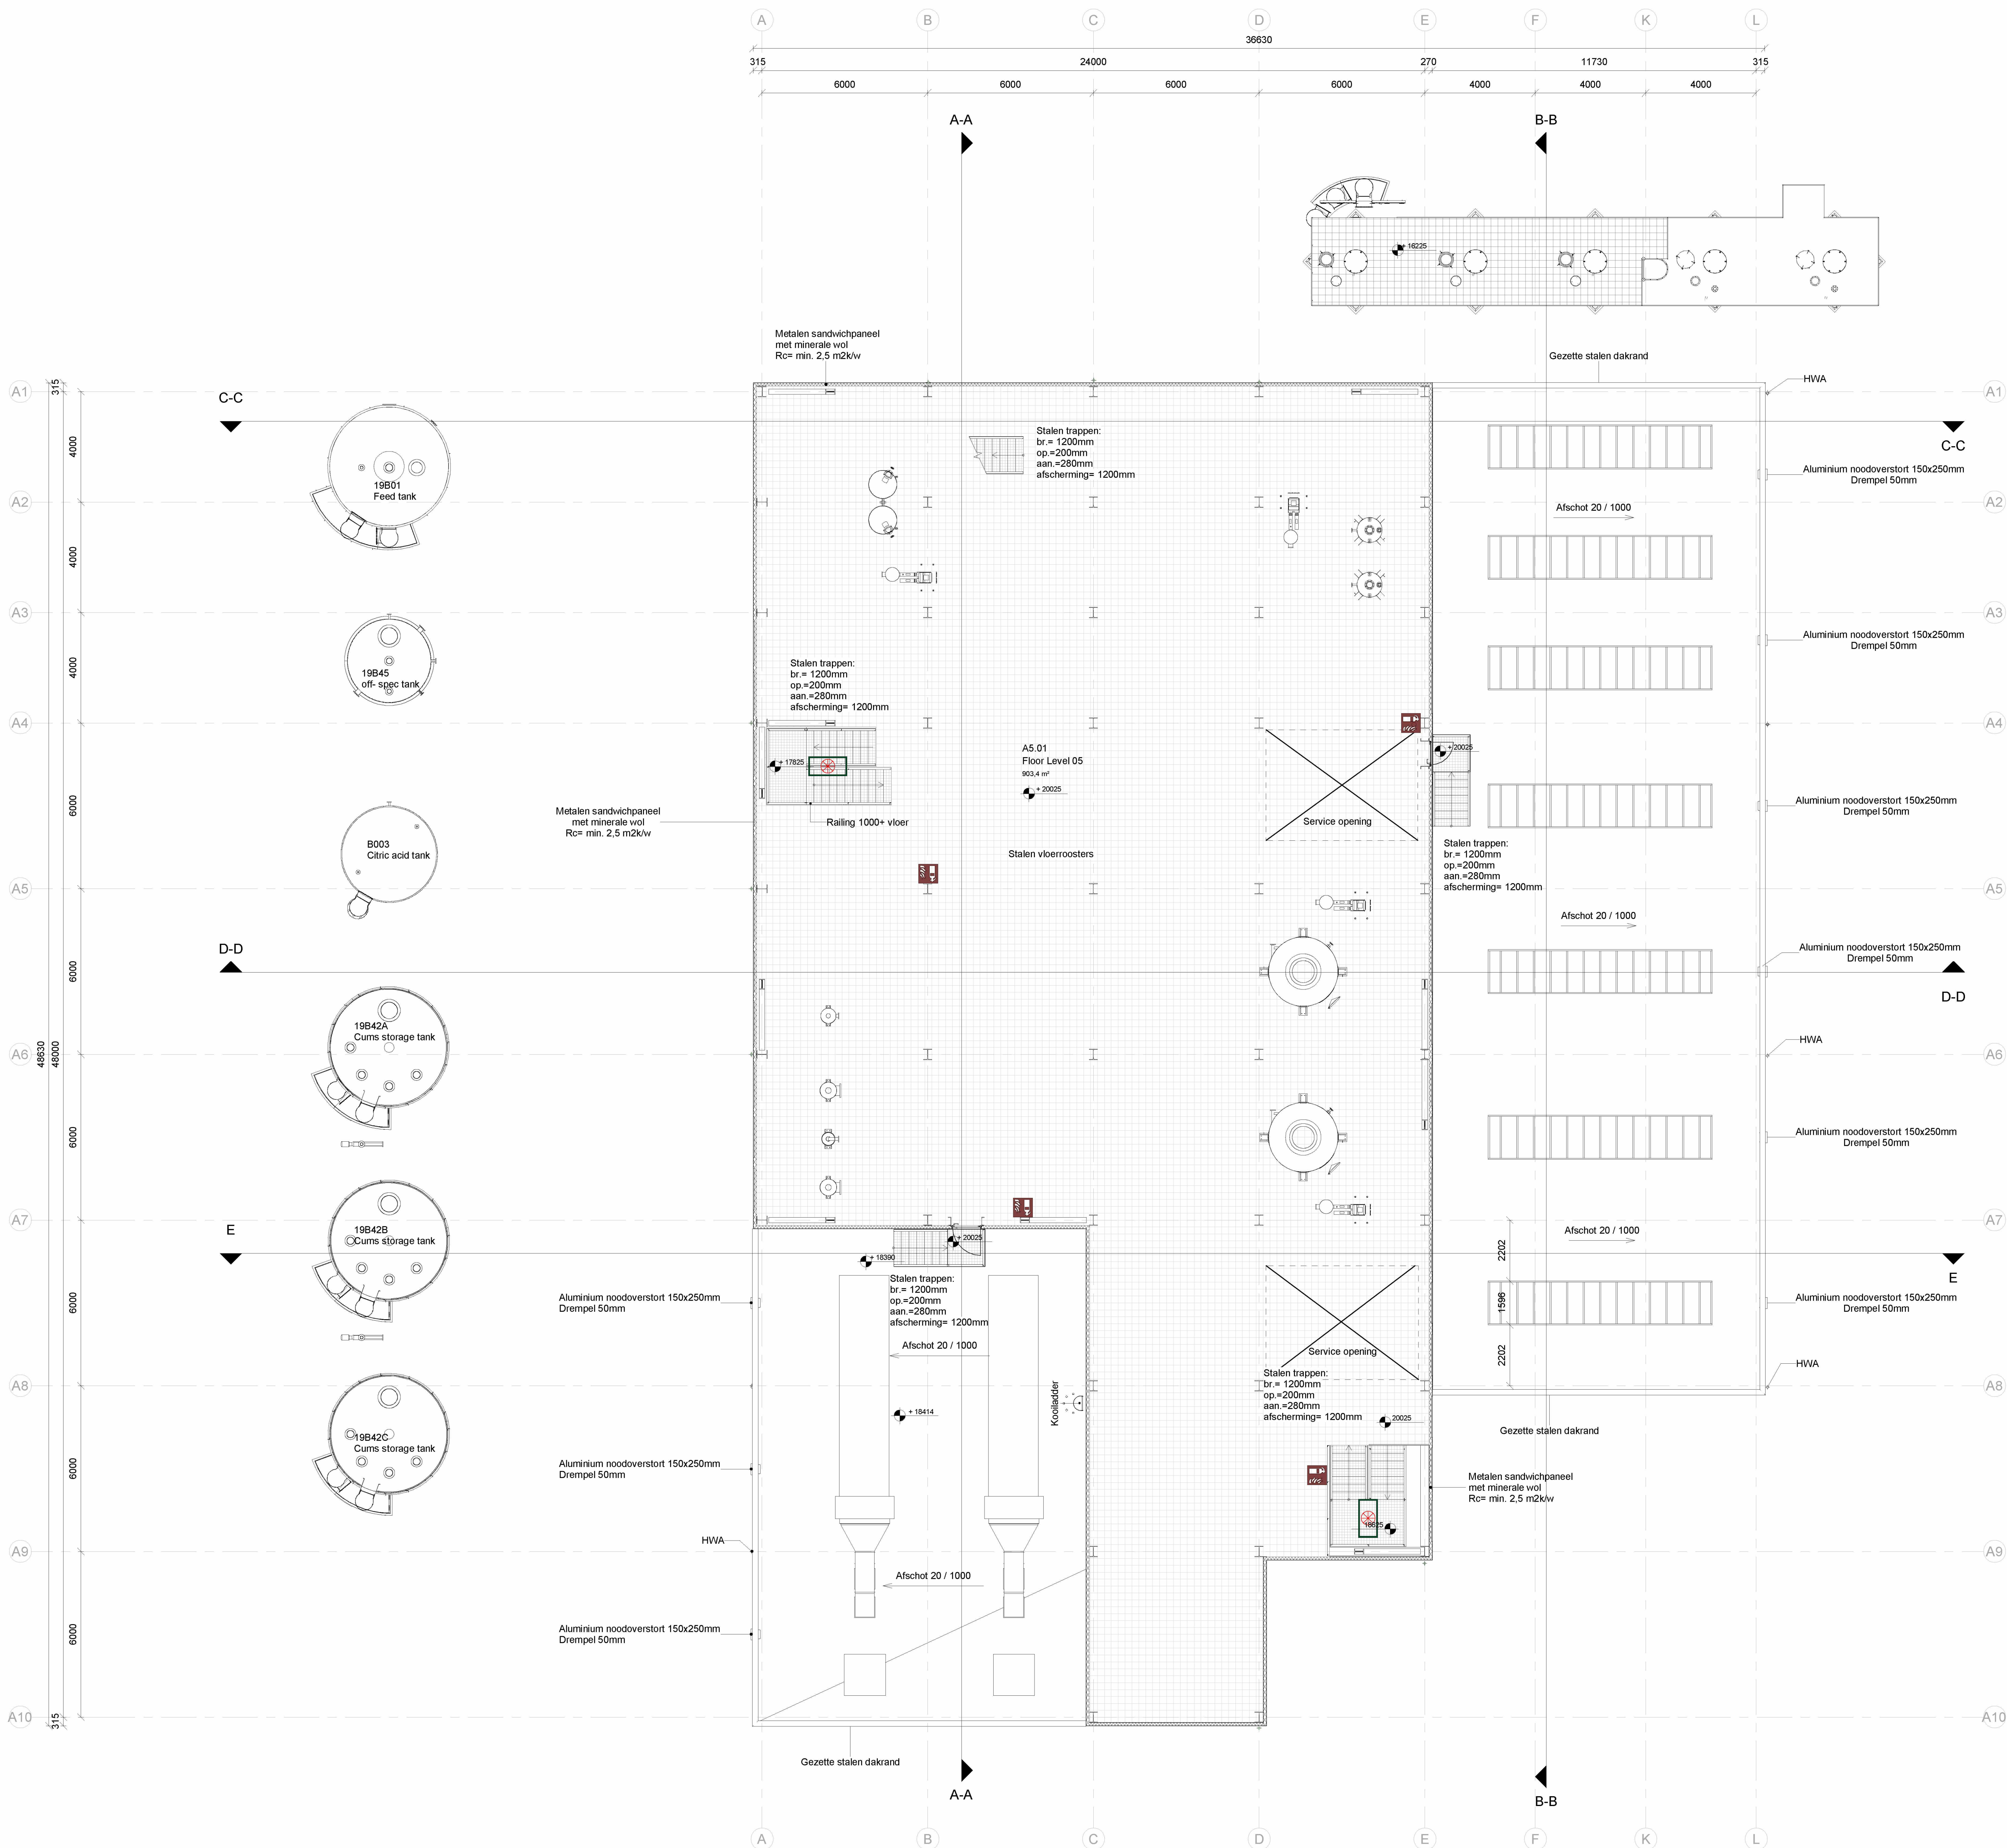 A B C D E F K L
36630
315 24000 270 11730 315
6000 6000 6000 6000 4000 4000 4000
A-A B-B
+ 16225
Metalen sandwichpaneel
met minerale wol
Rc= min. 2,5 m2k/w
Gezette stalen dakrand
HWA
A1 315 A1
C-C
C-C
4000
Stalen trappen:
br.= 1200mm
op.=200mm
aan.=280mm
afscherming= 1200mm
Aluminium noodoverstort 150x250mm
Drempel 50mm
19B01
Feed tank
A2 A2
Afschot 20 / 1000
4000
A3 A3
Aluminium noodoverstort 150x250mm
Drempel 50mm
4000
19B45
off- spec tank
Stalen trappen:
br.= 1200mm
op.=200mm
aan.=280mm
afscherming= 1200mm
A4 A4
A5.01
Floor Level 05
903,4 m²
+ 20025
+ 17825
+ 20025
6000
Aluminium noodoverstort 150x250mm
Drempel 50mm
Metalen sandwichpaneel
met minerale wol
Rc= min. 2,5 m2k/w
Railing 1000+ vloer
Service opening
B003
Citric acid tank
Stalen vloerroosters
Stalen trappen:
br.= 1200mm
op.=200mm
aan.=280mm
afscherming= 1200mm
A5 A5
Afschot 20 / 1000
D-D
D-D
6000
Aluminium noodoverstort 150x250mm
Drempel 50mm
19B42A
Cums storage tank
HWA
A6 48630 48000 A6
6000
Aluminium noodoverstort 150x250mm
Drempel 50mm
A7 A7
E
E
19B42B
Cums storage tank
Afschot 20 / 1000
+ 20025
+ 18390
2202
Stalen trappen:
br.= 1200mm
op.=200mm
aan.=280mm
afscherming= 1200mm
6000
Aluminium noodoverstort 150x250mm
Drempel 50mm
1596
Aluminium noodoverstort 150x250mm
Drempel 50mm
Afschot 20 / 1000
Service opening
2202
HWA
A8 A8
Stalen trappen:
br.= 1200mm
op.=200mm
aan.=280mm
afscherming= 1200mm
Kooiladder
+ 18414
20025
Gezette stalen dakrand
19B42C
Cums storage tank
6000
Aluminium noodoverstort 150x250mm
Drempel 50mm
Metalen sandwichpaneel
met minerale wol
Rc= min. 2,5 m2k/w
HWA
A9 A9
Afschot 20 / 1000
6000
Aluminium noodoverstort 150x250mm
Drempel 50mm
A10 315 A10
Gezette stalen dakrand
A-A B-B
A B C D E F K L